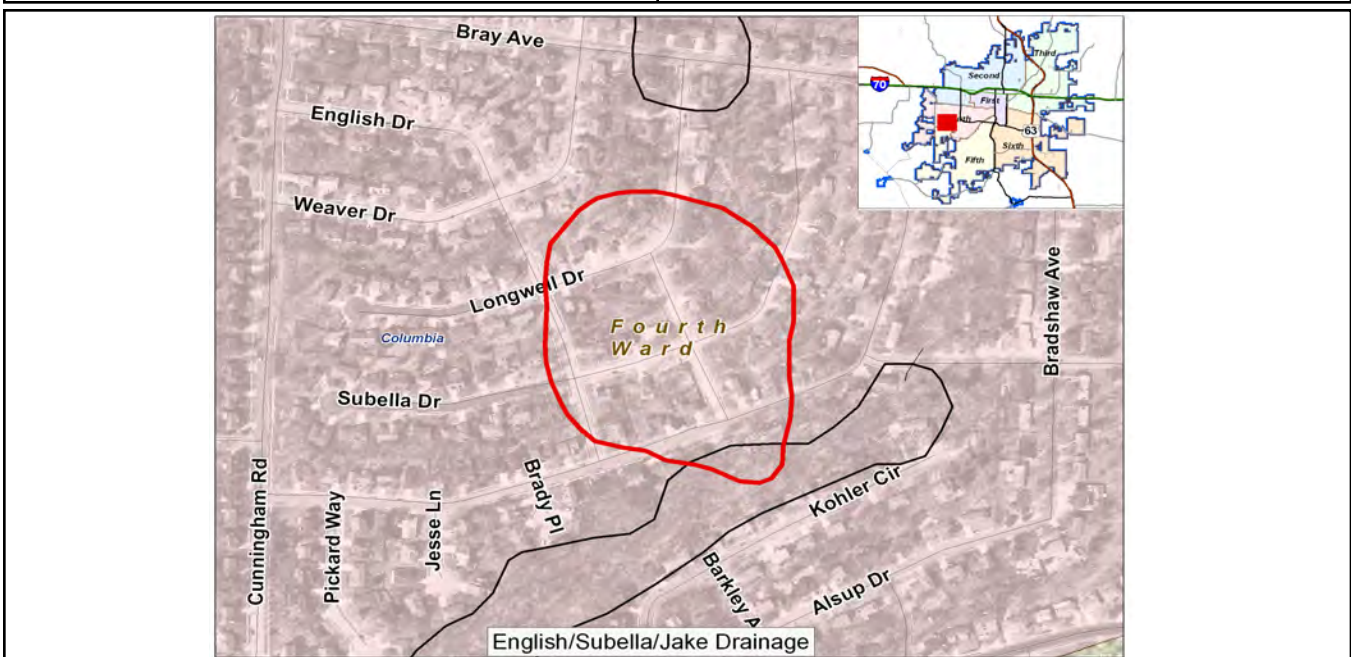 Bray Ave
English Dr
Weaver Dr
Longwell Dr
Columbia
Fourth
Ward
Subella Dr
Cunningham Rd
Pickard Way
Jesse Ln
Brady Pl
Kohler Cir
Barkley A
Alsup Dr
Bradshaw Ave
English/Subella/Jake Drainage
Third
Second
70
First
63
Sixth
Fifth